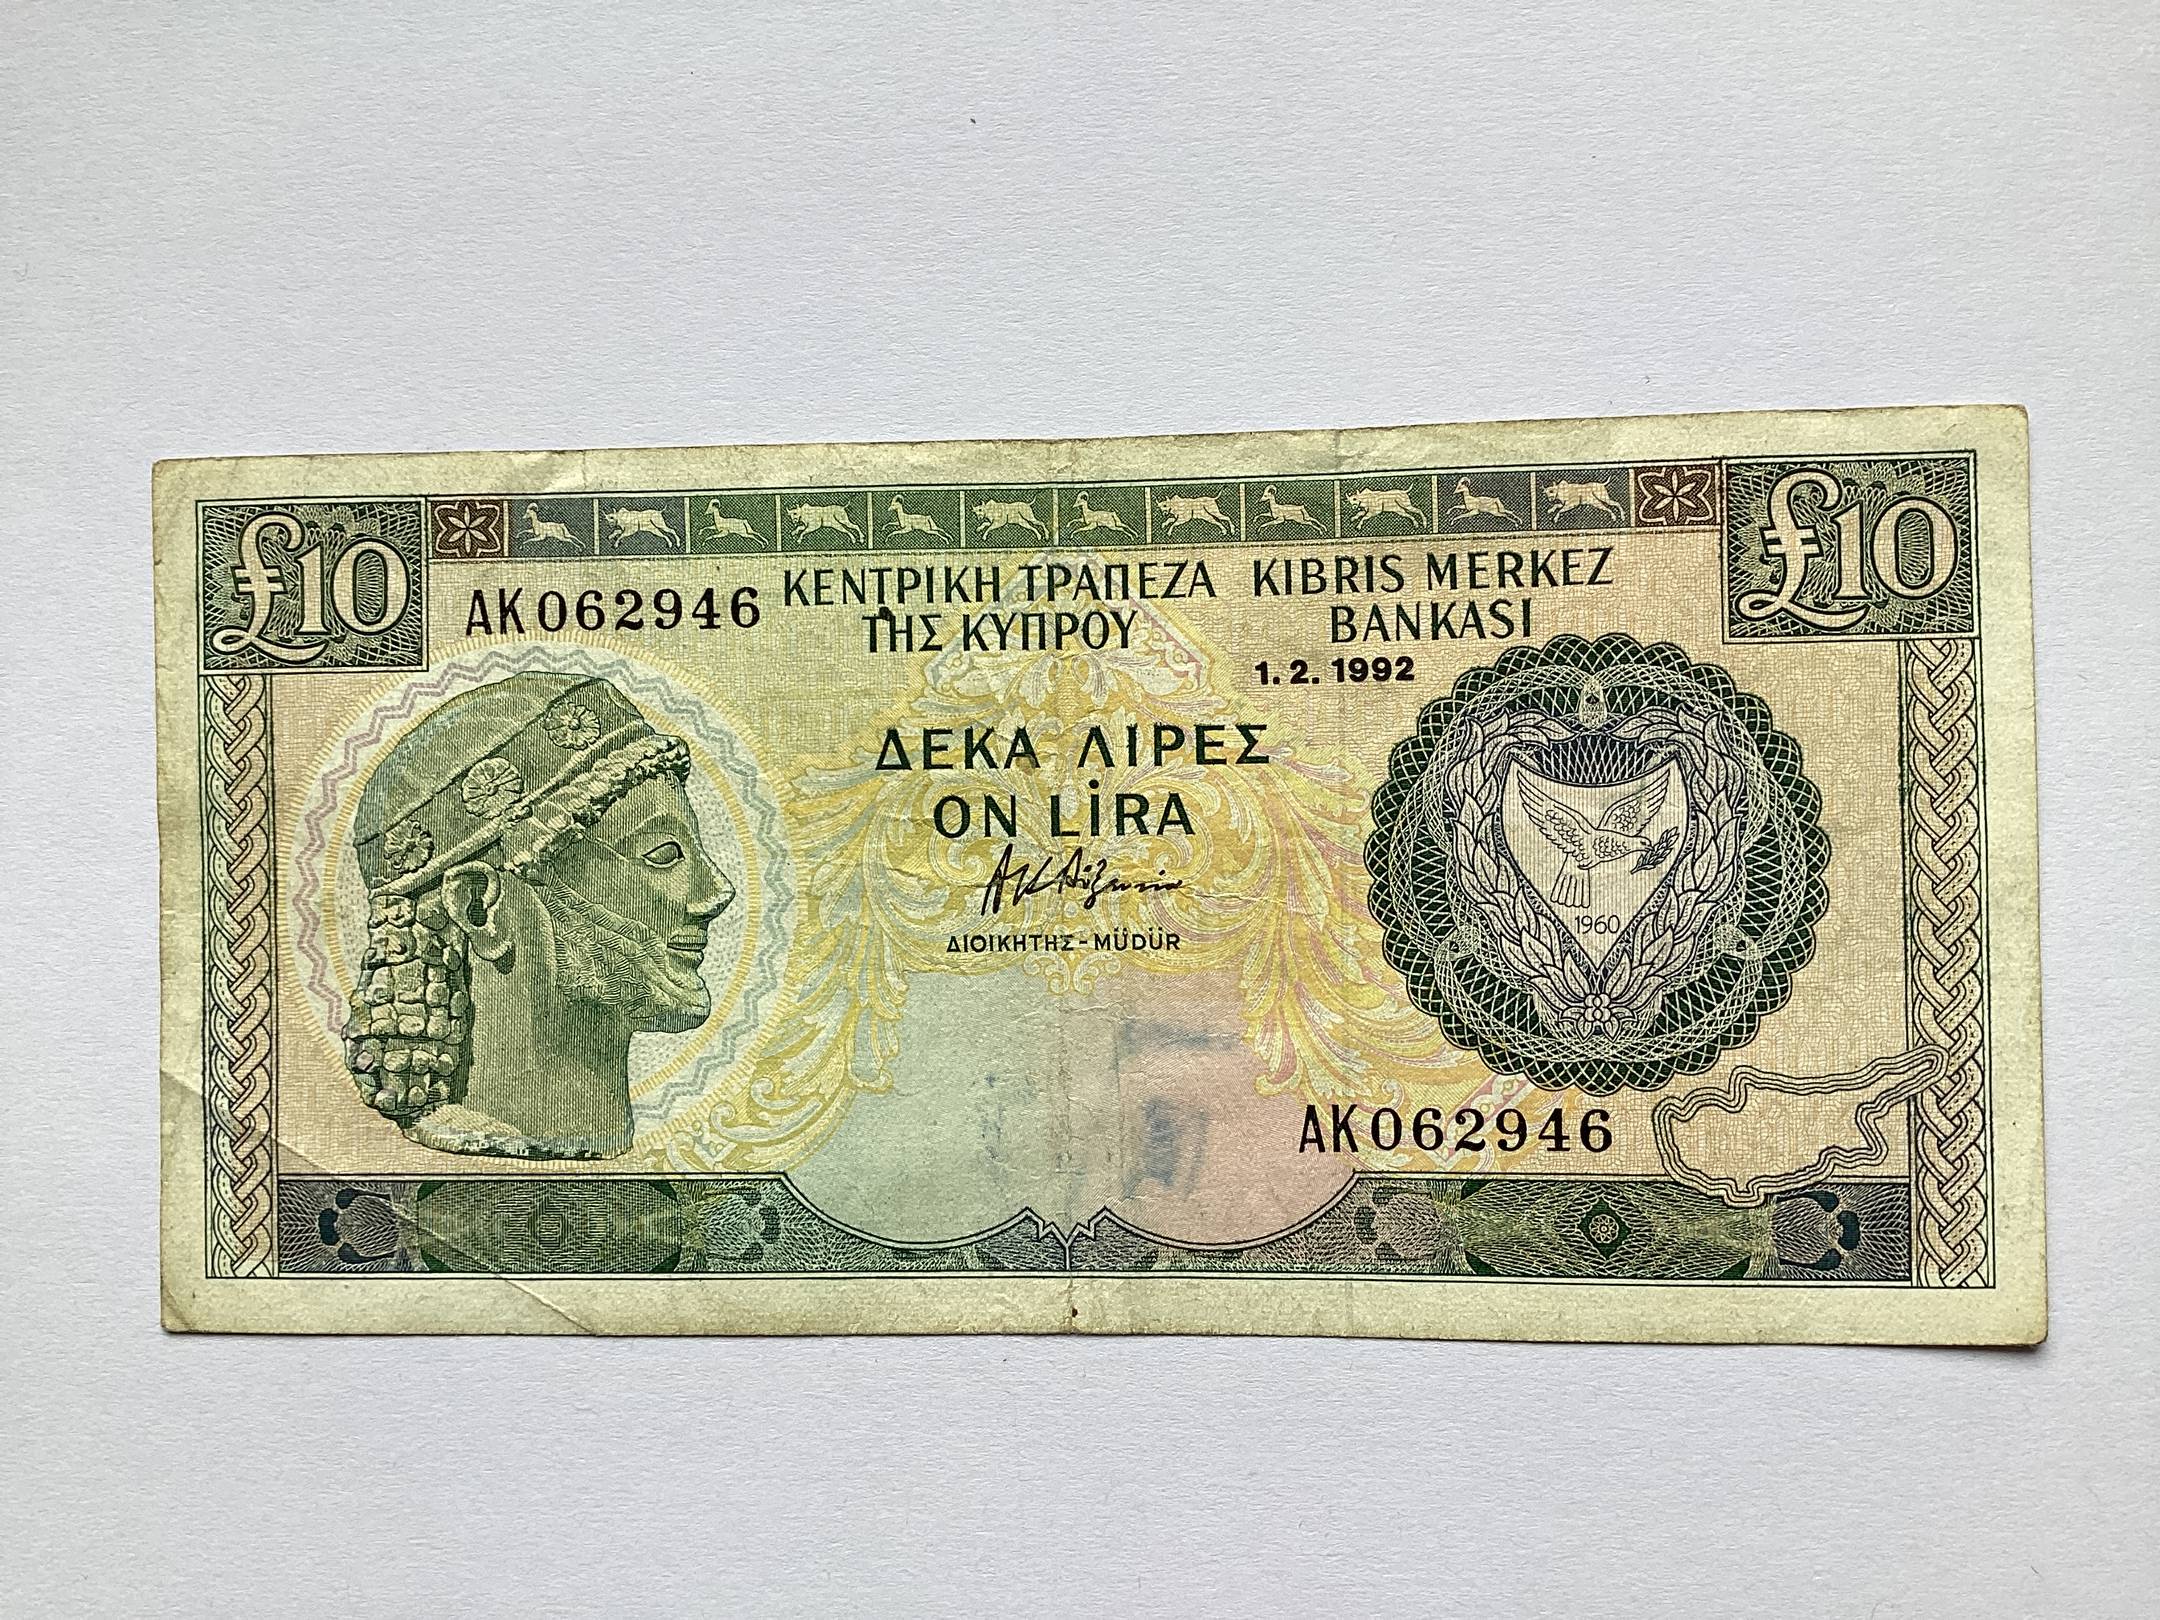 £10
£10
AK062946
ΚΕΝΤΡΙΚΗ ΤΡΑΠΕΖΑ
ΤΗΣ ΚΥΠΡΟΥ
KIBRIS MERKEZ
BANKASI
1.2.1992
ΔΕΚΑ ΛΙΡΕΣ
ON LİRA
ΔΙΟΙΚΗΤΗΣ-MÜDÜR
1960
AK062946